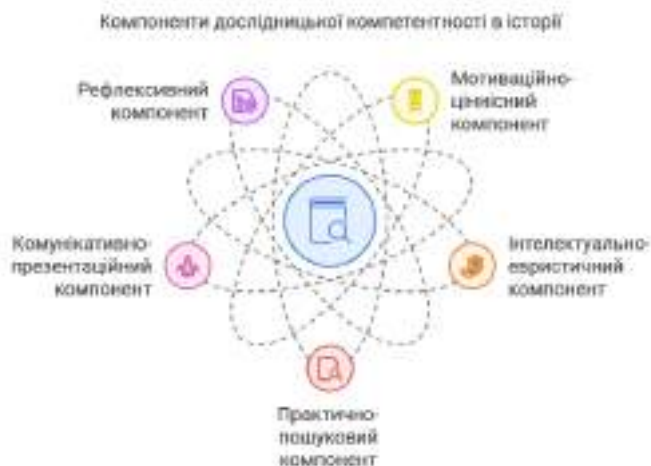 Компоненти дослідницької компетентності в історії
Рефлексивний
компонент
Мотиваційно-
ціннісний
компонент
Комунікативно-
презентаційний
компонент
Інтелектуально-
евристичний
компонент
Практично-
пошуковий
компонент